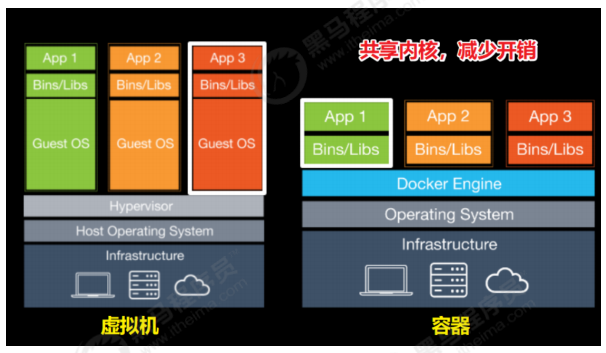 共享内核，减少开销
App 1
App 2
App 3
Bins/Libs
Bins/Libs
Bins/Libs
Guest OS
Guest OS
Guest OS
Hypervisor
Host Operating System
Infrastructure
虚拟机
App 1
App 2
App 3
Bins/Libs
Bins/Libs
Bins/Libs
Docker Engine
Operating System
Infrastructure
容器
黑马程序员
www.itheima.com